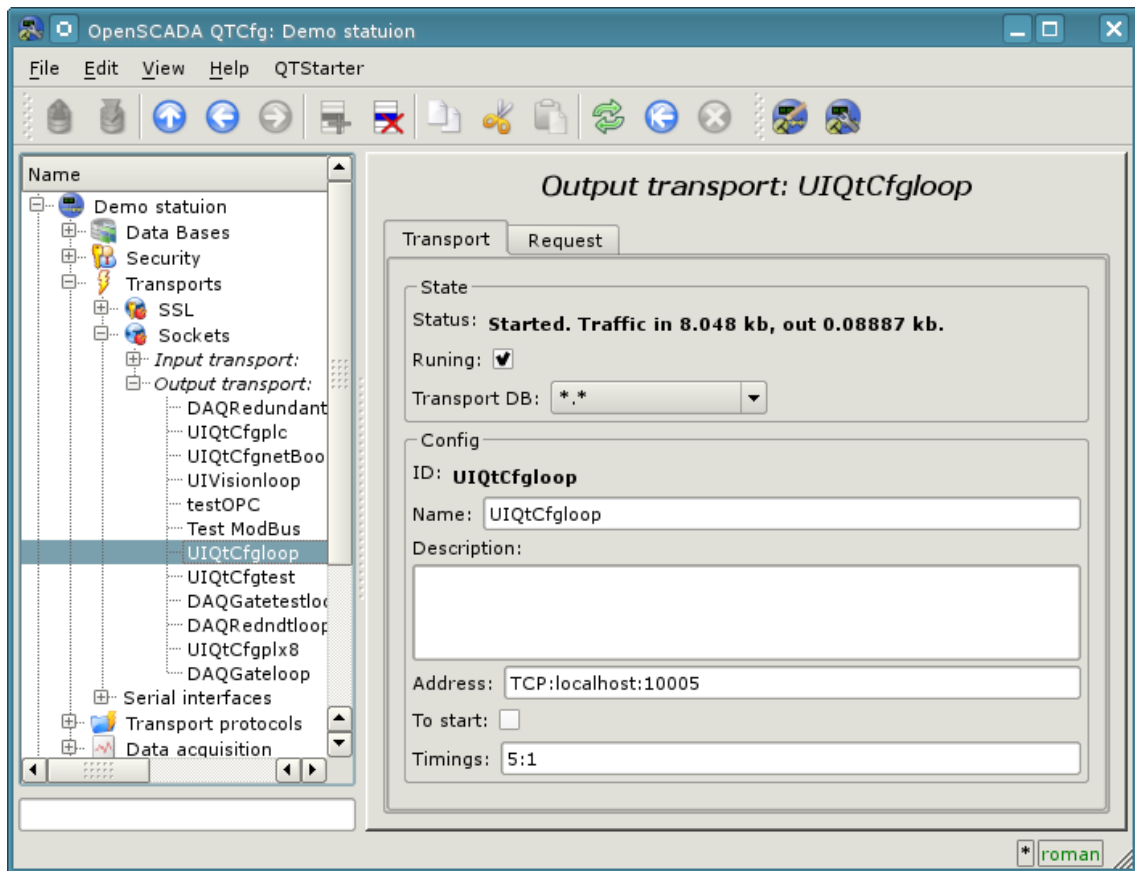 OpenSCADA QTCfg: Demo statuion
File Edit View Help QTStarter
Name
Demo statuion
Data Bases
Security
Transports
SSL
Sockets
Input transport:
Output transport:
DAQRedundant
UIQtCfgplc
UIQtCfgnetBoo
UIVisionloop
testOPC
Test ModBus
UIQtCfgloop
UIQtCfgtest
DAQGatetestloo
DAQRedndtloop
UIQtCfgplx8
DAQGateloop
Serial interfaces
Transport protocols
Data acquisition
Output transport: UIQtCfgloop
Transport Request
State
Status: Started. Traffic in 8.048 kb, out 0.08887 kb.
Runing:
Transport DB: *.*
Config
ID: UIQtCfgloop
Name: UIQtCfgloop
Description:
Address: TCP:localhost:10005
To start:
Timings: 5:1
* roman